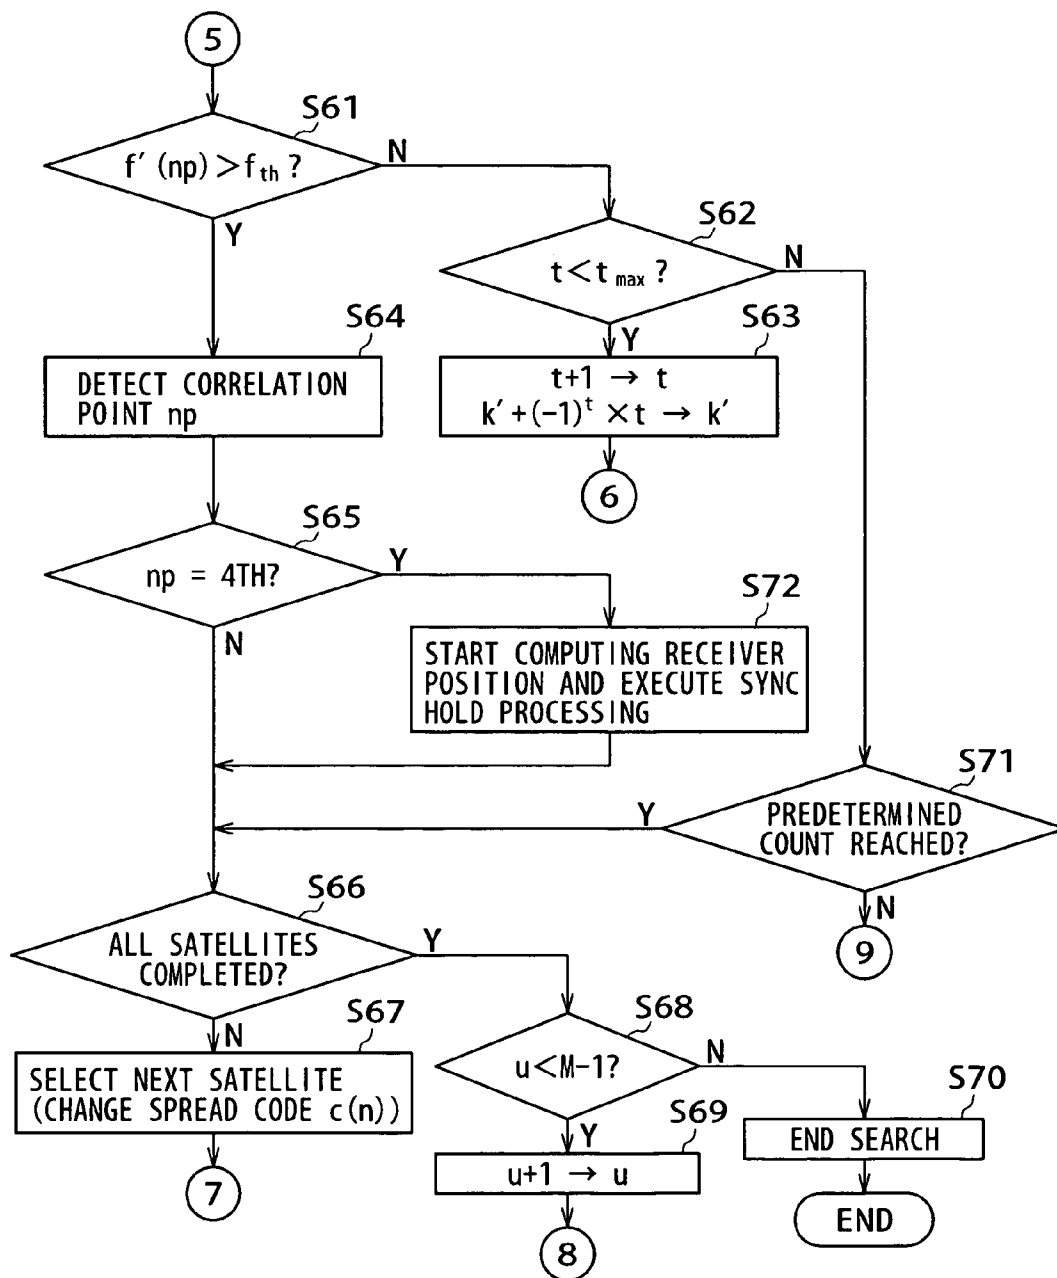 5
S61
f′(np)>fth?
N
Y
S62
t<tmax?
N
Y
S64
DETECT CORRELATION
POINT np
S63
t+1 → t
k′+(-1)^t ×t → k′
6
S65
np = 4TH?
Y
N
S72
START COMPUTING RECEIVER
POSITION AND EXECUTE SYNC
HOLD PROCESSING
S71
PREDETERMINED
COUNT REACHED?
Y
N
9
S66
ALL SATELLITES
COMPLETED?
Y
N
S67
SELECT NEXT SATELLITE
(CHANGE SPREAD CODE c(n))
7
S68
u<M-1?
N
Y
S69
u+1 → u
8
S70
END SEARCH
END